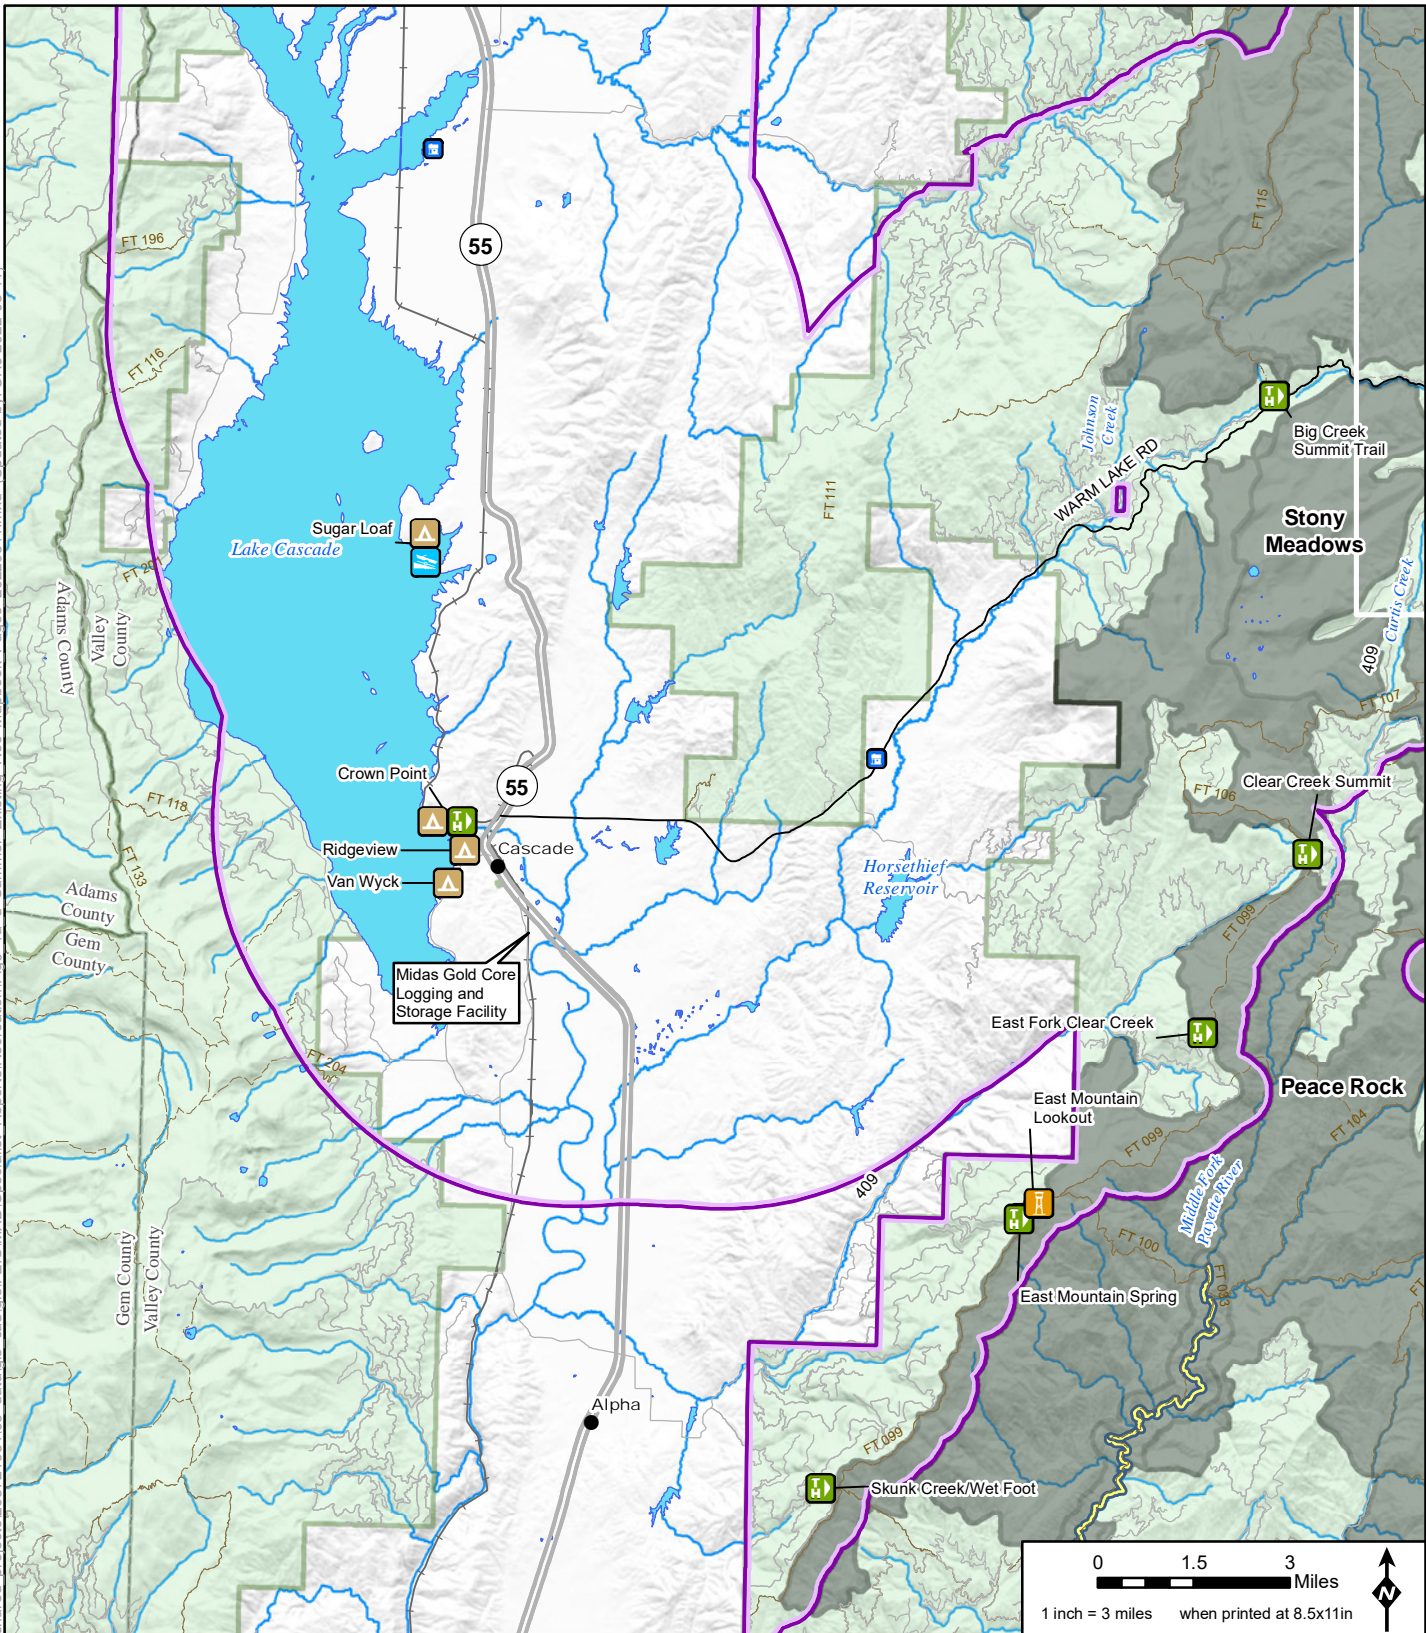 55
FT 196
FT 115
FT 116
Johnson
Creek
Big Creek
Summit Trail
WARM LAKE RD
FT 111
Sugar Loaf
Lake Cascade
Stony
Meadows
FT 201
Adams County
Valley
County
Curtis Creek
409
FT 107
Crown Point
55
Clear Creek Summit
FT 106
FT 118
Ridgeview
Cascade
Van Wyck
FT 133
Horsethief
Reservoir
Adams
County
Gem
County
FT 099
Midas Gold Core
Logging and
Storage Facility
East Fork Clear Creek
FT 204
East Mountain
Lookout
Peace Rock
FT 104
FT 099
409
Middle Fork
Payette River
FT 100
Gem County
Valley County
FT 033
East Mountain Spring
Alpha
FT 099
Skunk Creek/Wet Foot
0 1.5 3
Miles
1 inch = 3 miles when printed at 8.5x11in
N